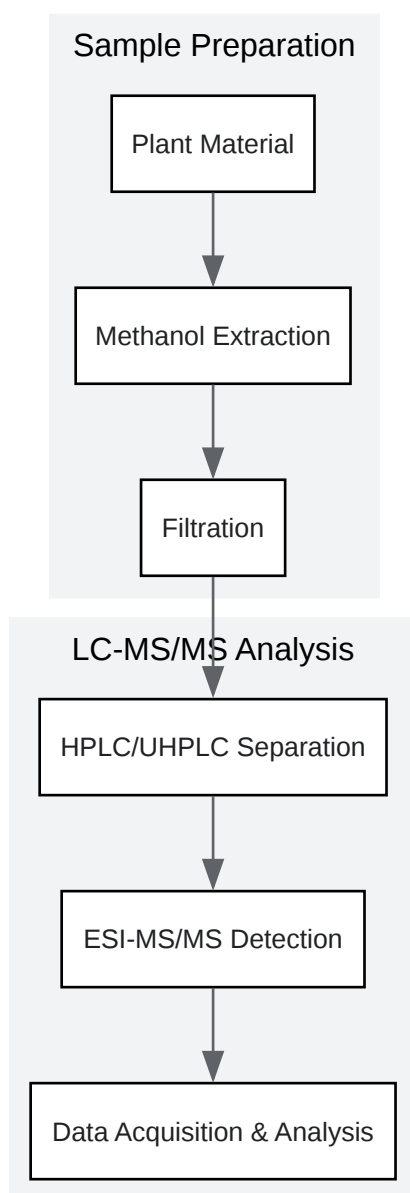 Sample Preparation
Plant Material
Methanol Extraction
Filtration
LC-MS/MS Analysis
HPLC/UHPLC Separation
ESI-MS/MS Detection
Data Acquisition & Analysis